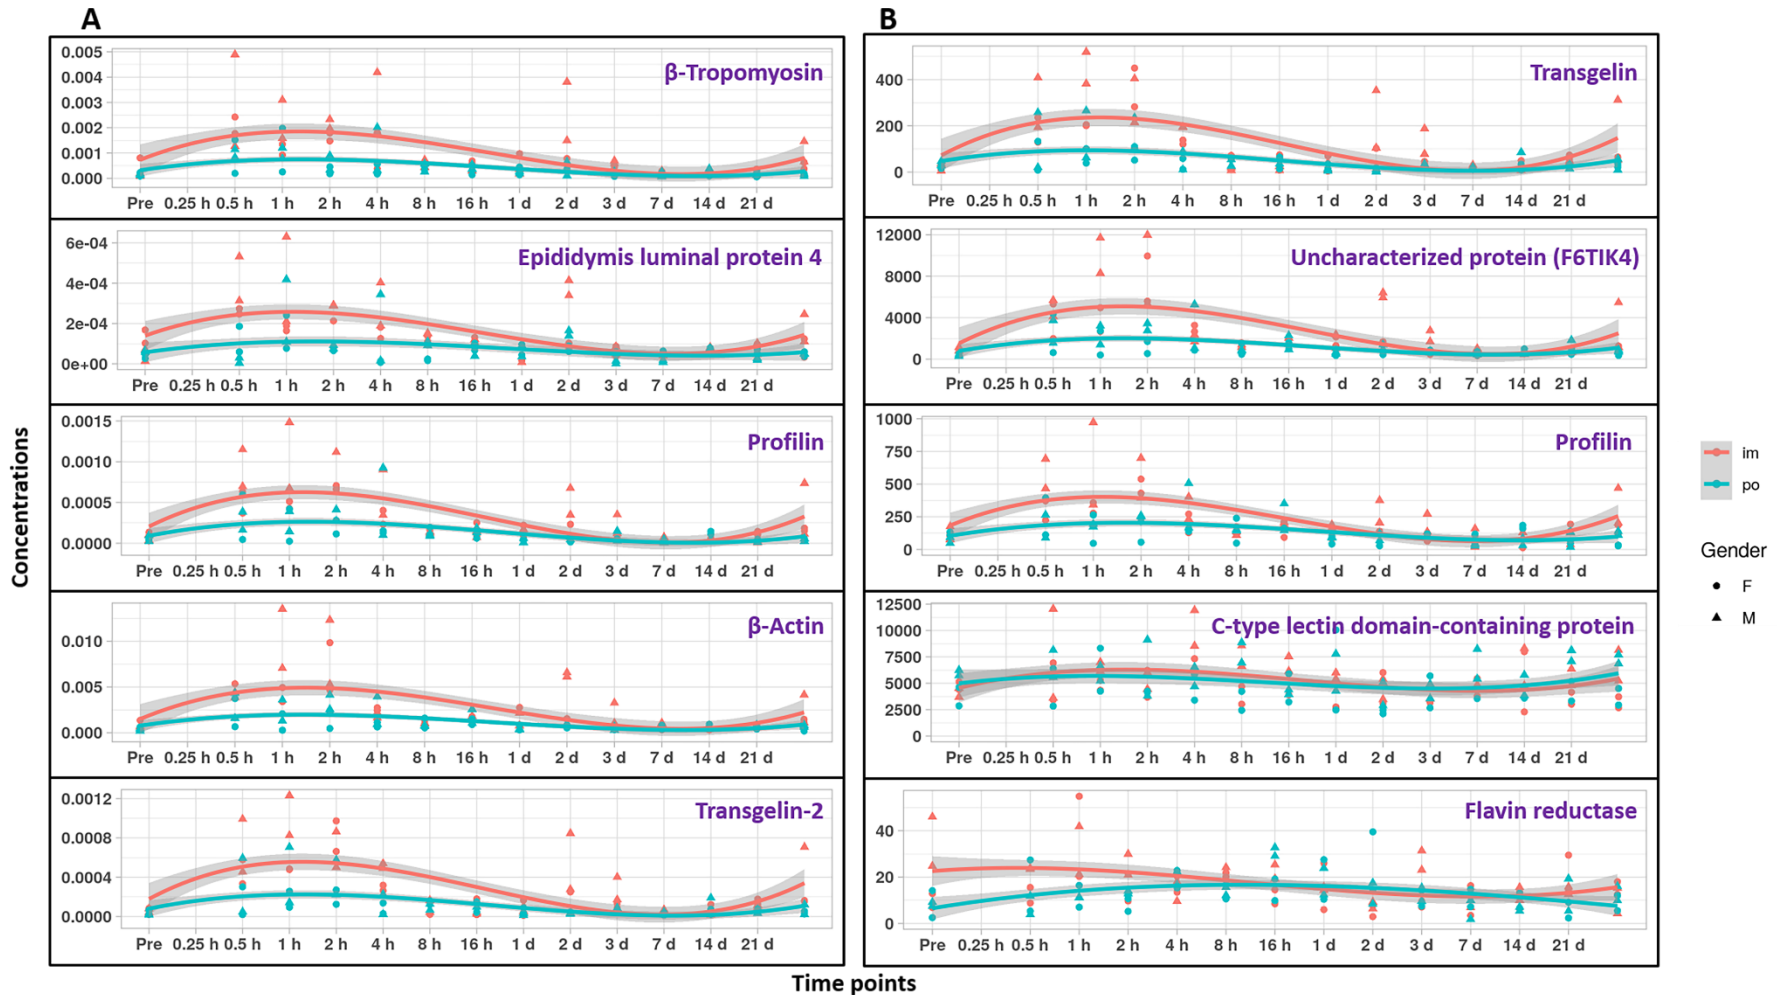 A
B
β-Tropomyosin
0.005
0.004
0.003
0.002
0.001
0.000
Pre 0.25 h 0.5 h 1 h 2 h 4 h 8 h 16 h 1 d 2 d 3 d 7 d 14 d 21 d
Epididymis luminal protein 4
6e-04
4e-04
2e-04
0e+00
Pre 0.25 h 0.5 h 1 h 2 h 4 h 8 h 16 h 1 d 2 d 3 d 7 d 14 d 21 d
Profilin
0.0015
0.0010
0.0005
0.0000
Pre 0.25 h 0.5 h 1 h 2 h 4 h 8 h 16 h 1 d 2 d 3 d 7 d 14 d 21 d
β-Actin
0.010
0.005
0.000
Pre 0.25 h 0.5 h 1 h 2 h 4 h 8 h 16 h 1 d 2 d 3 d 7 d 14 d 21 d
Transgelin-2
0.0012
0.0008
0.0004
0.0000
Pre 0.25 h 0.5 h 1 h 2 h 4 h 8 h 16 h 1 d 2 d 3 d 7 d 14 d 21 d
Transgelin
400
200
0
Pre 0.25 h 0.5 h 1 h 2 h 4 h 8 h 16 h 1 d 2 d 3 d 7 d 14 d 21 d
Uncharacterized protein (F6TIK4)
12000
8000
4000
0
Pre 0.25 h 0.5 h 1 h 2 h 4 h 8 h 16 h 1 d 2 d 3 d 7 d 14 d 21 d
Profilin
1000
750
500
250
0
Pre 0.25 h 0.5 h 1 h 2 h 4 h 8 h 16 h 1 d 2 d 3 d 7 d 14 d 21 d
C-type lectin domain-containing protein
12500
10000
7500
5000
2500
0
Pre 0.25 h 0.5 h 1 h 2 h 4 h 8 h 16 h 1 d 2 d 3 d 7 d 14 d 21 d
Flavin reductase
40
20
0
Pre 0.25 h 0.5 h 1 h 2 h 4 h 8 h 16 h 1 d 2 d 3 d 7 d 14 d 21 d
Concentrations
Time points
im
po
Gender
F
M